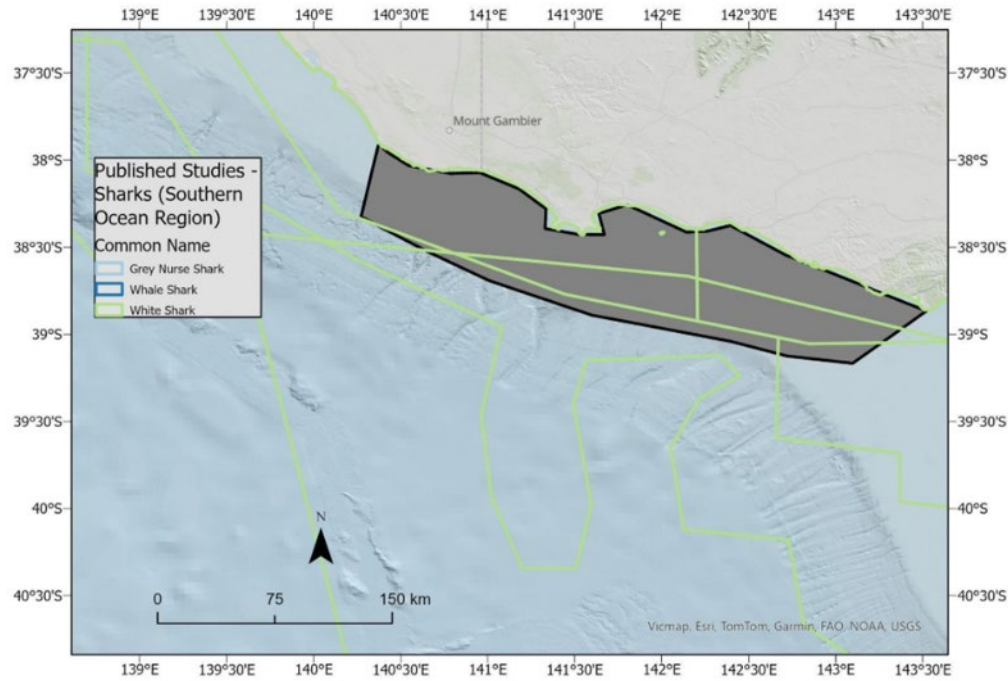 139°E 139°30'E 140°E 140°30'E 141°E 141°30'E 142°E 142°30'E 143°E 143°30'E
37°30'S 37°30'S
Mount Gambier
38°S 38°S
Published Studies -
Sharks (Southern
Ocean Region)
Common Name
Grey Nurse Shark
Whale Shark
White Shark
38°30'S 38°30'S
39°S 39°S
39°30'S 39°30'S
40°S 40°S
N
40°30'S 40°30'S
0 75 150 km
Vicmap, Esri, TomTom, Garmin, FAO, NOAA, USGS
139°E 139°30'E 140°E 140°30'E 141°E 141°30'E 142°E 142°30'E 143°E 143°30'E